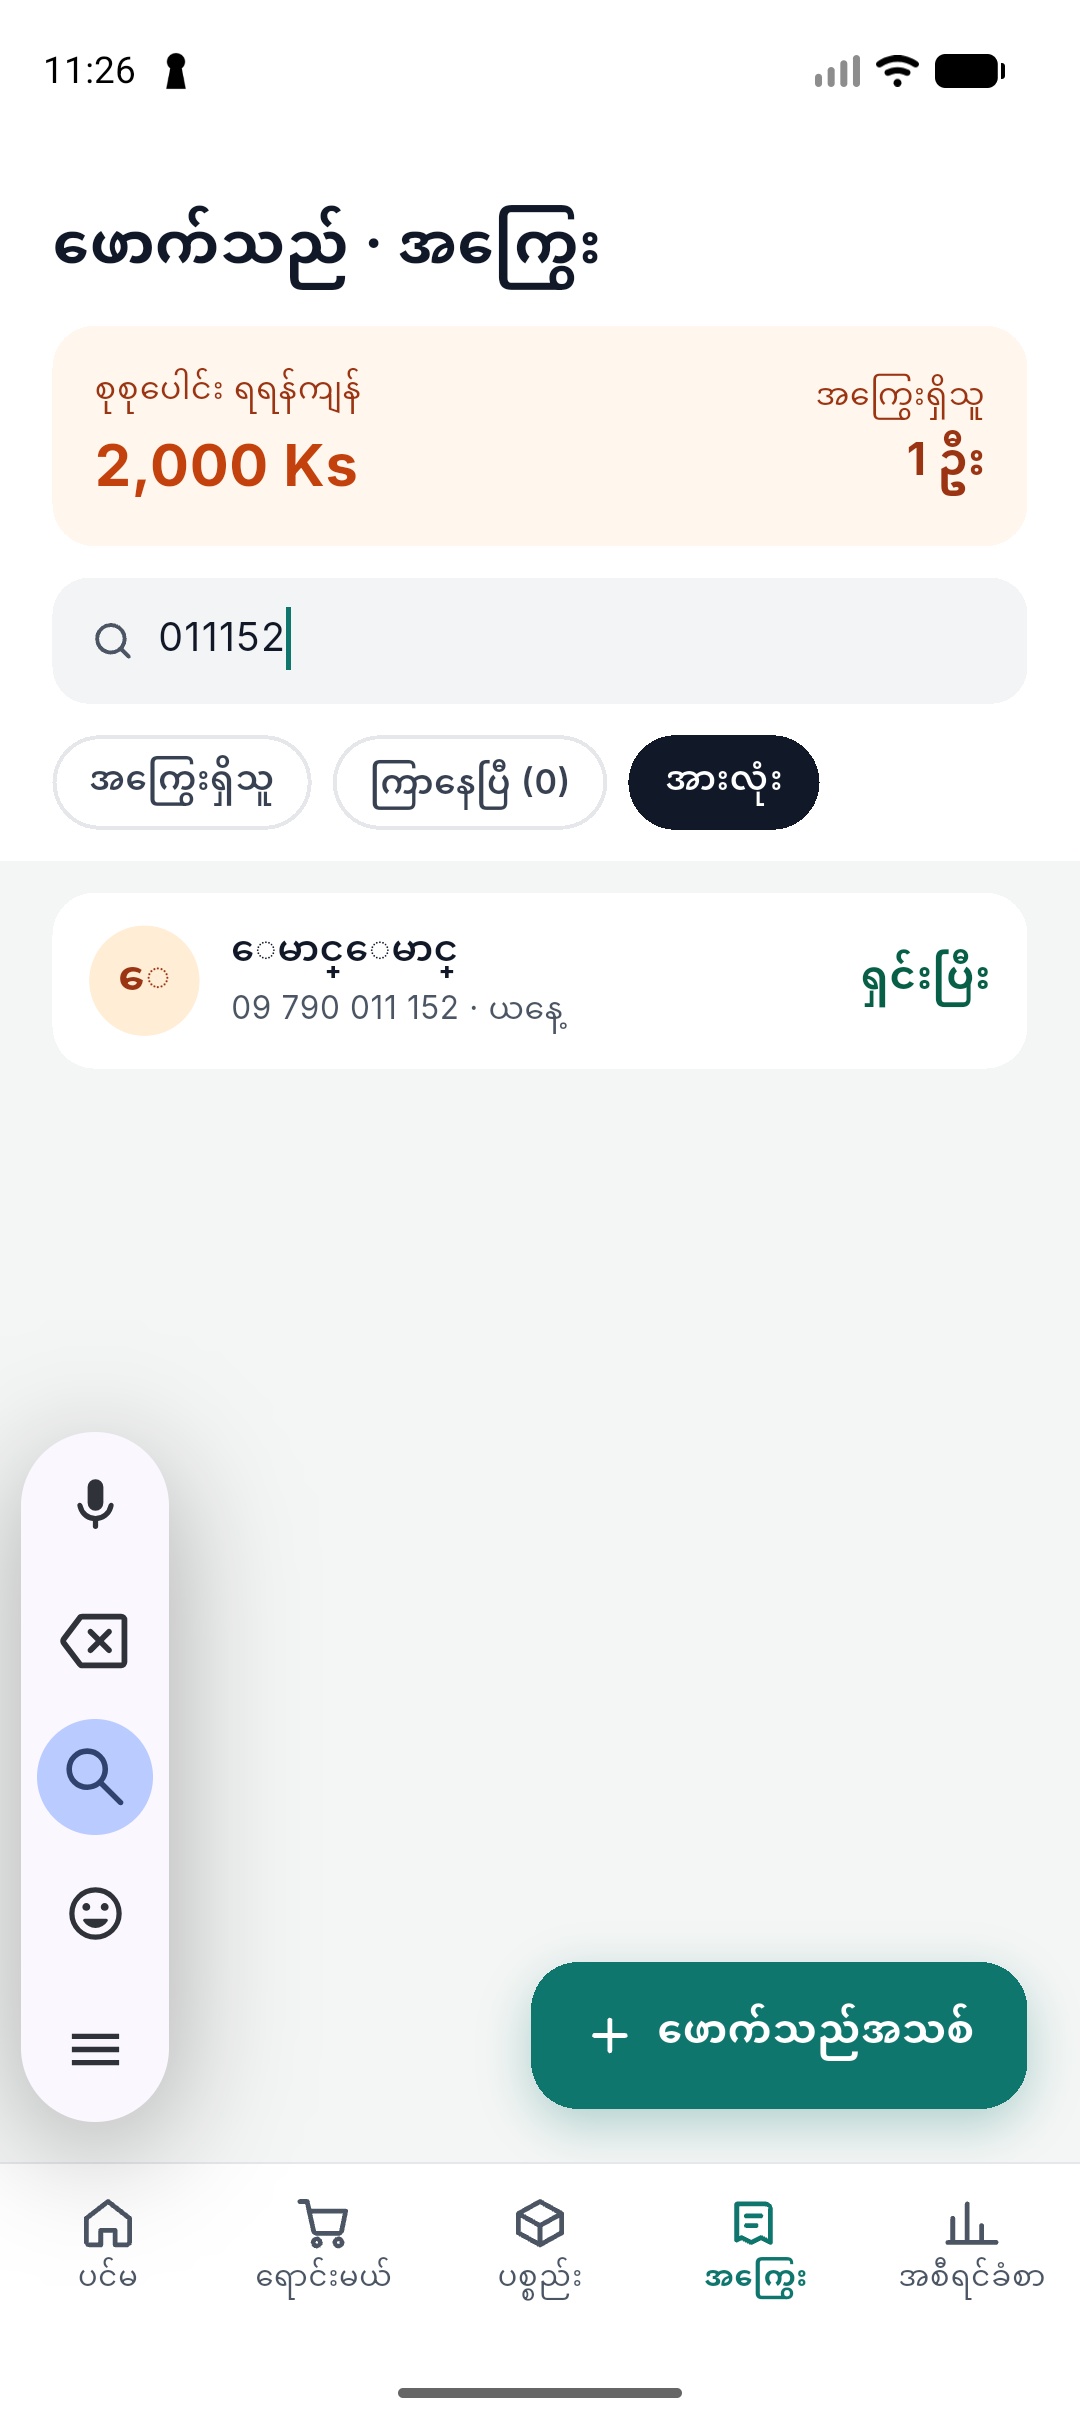 11:26
ဖောက်သည် · အကြွေး
စုစုပေါင်း ရရန်ကျန်
အကြွေးရှိသူ
2,000 Ks
1 ဦး
011152
အကြွေးရှိသူ
ကြာနေပြီ (0)
အားလုံး
ေ
ေမာင္ေမာင္
ရှင်းပြီး
09 790 011 152 · ယနေ့
+ ဖောက်သည်အသစ်
ပင်မ
ရောင်းမယ်
ပစ္စည်း
အကြွေး
အစီရင်ခံစာ